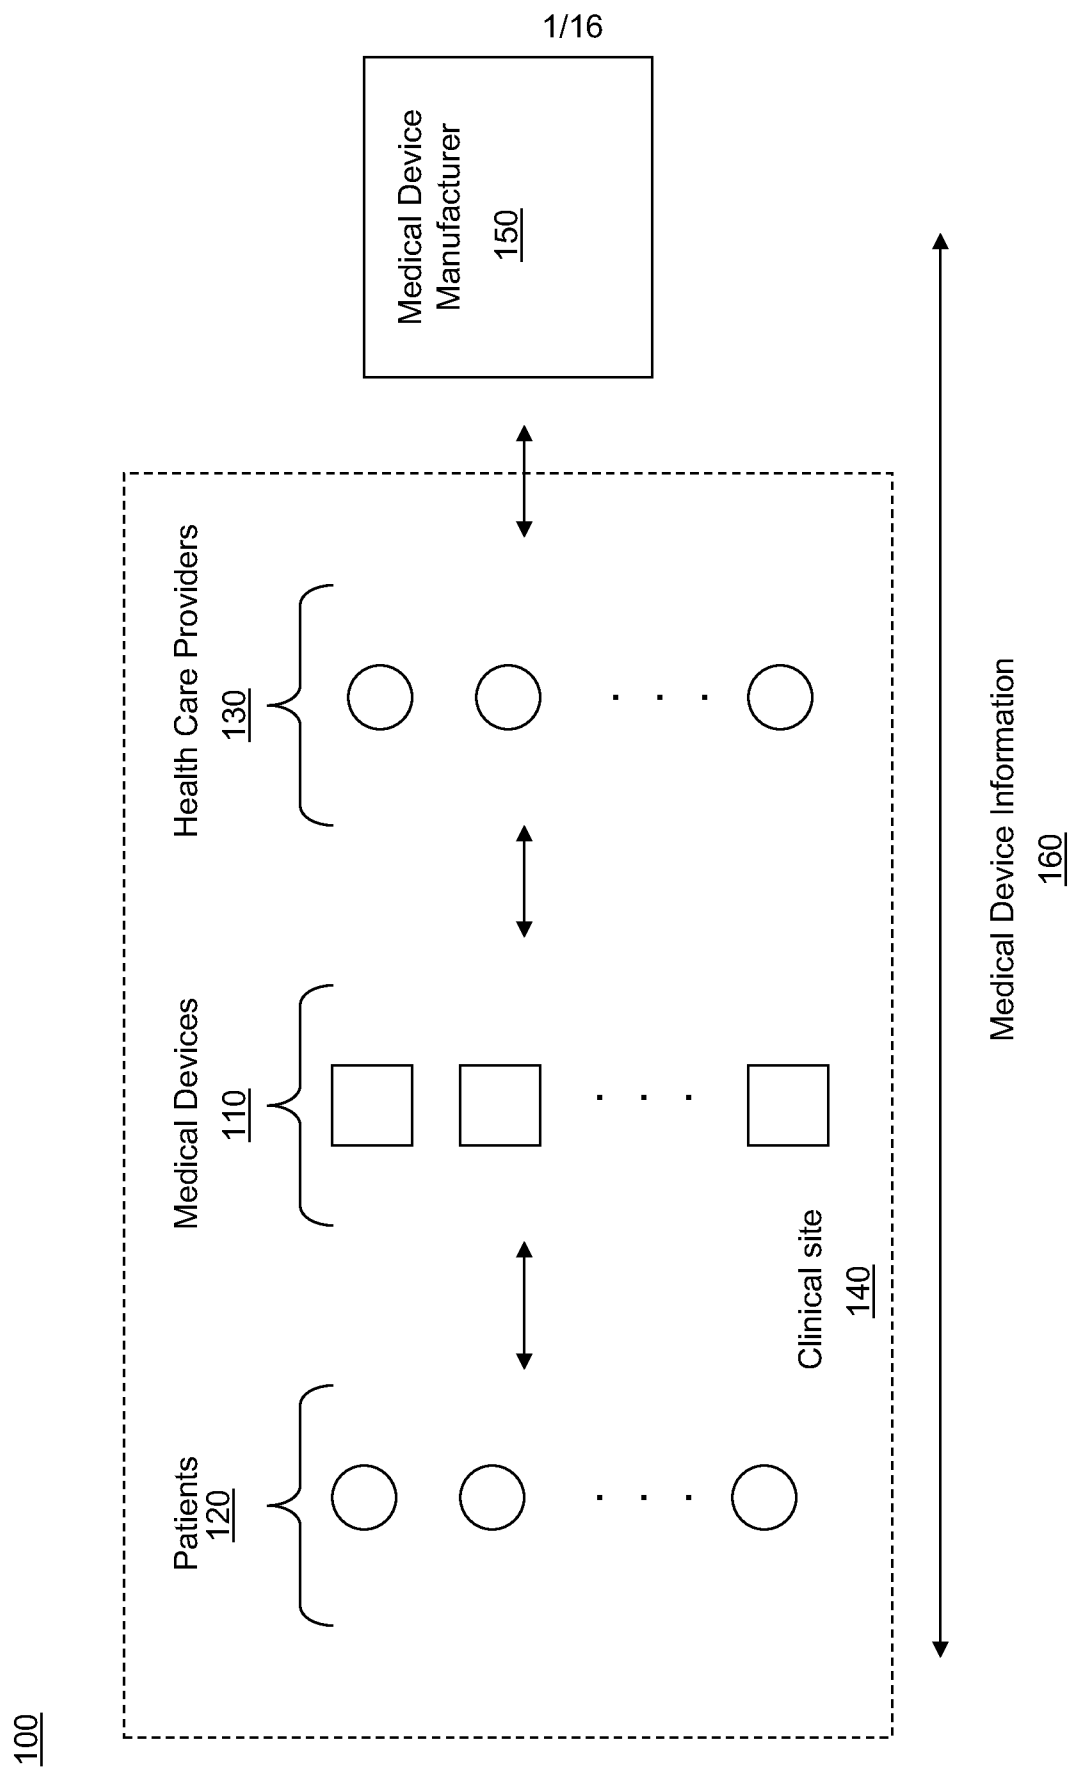 1/16
100
Patients
120
Medical Devices
110
Health Care Providers
130
Medical Device
Manufacturer
150
Clinical site
140
Medical Device Information
160